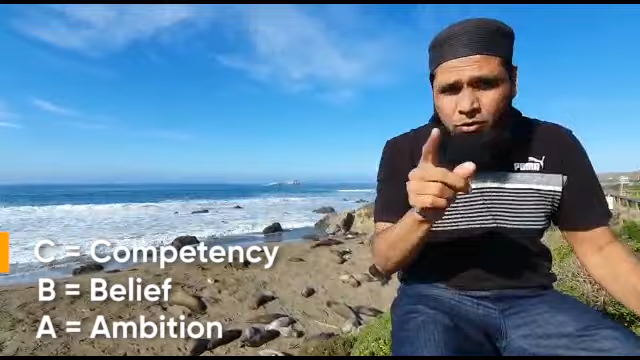 PUMA
C = Competency
B = Belief
A = Ambition